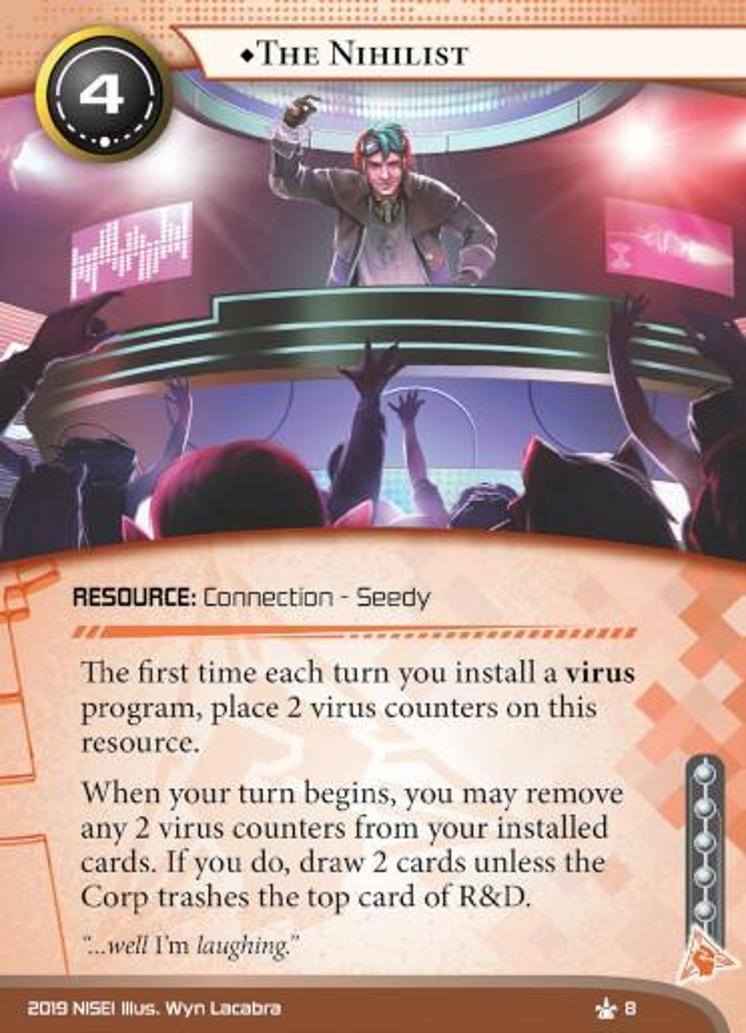 4
◆THE NIHILIST
RESOURCE: Connection - Seedy
The first time each turn you install a virus
program, place 2 virus counters on this
resource.
When your turn begins, you may remove
any 2 virus counters from your installed
cards. If you do, draw 2 cards unless the
Corp trashes the top card of R&D.
"...well I'm laughing."
2019 NISEI Illus. Wyn Lacabra
8